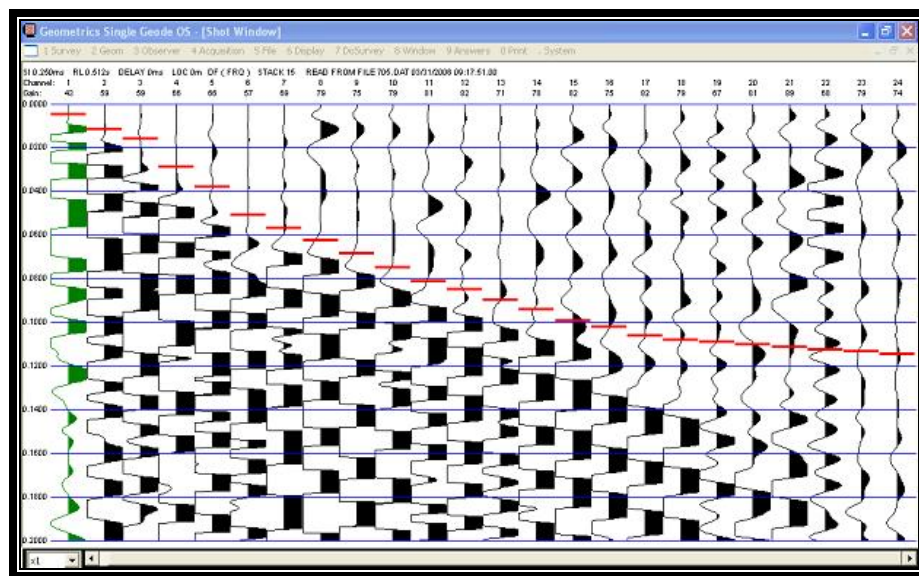 Geometrics Single Geode OS - [Shot Window]
1 Survey 2 Geom 3 Observer 4 Acquisition 5 File 6 Display 7 DoSurvey 8 Window 9 Answers 0 Print . System
SI 0.250ms RL 0.512s DELAY 0ms LOC 0m DF ( FRQ ) STACK 15 READ FROM FILE 705.DAT 03/31/2008 09:17:51.00
Channel: 1 2 3 4 5 6 7 8 9 10 11 12 13 14 15 16 17 18 19 20 21 22 23 24
Gain: 43 59 59 66 66 57 69 79 75 79 81 82 71 78 82 75 82 79 67 81 89 68 79 74
0.0000
0.0200
0.0400
0.0600
0.0800
0.1000
0.1200
0.1400
0.1600
0.1800
0.2000
x1